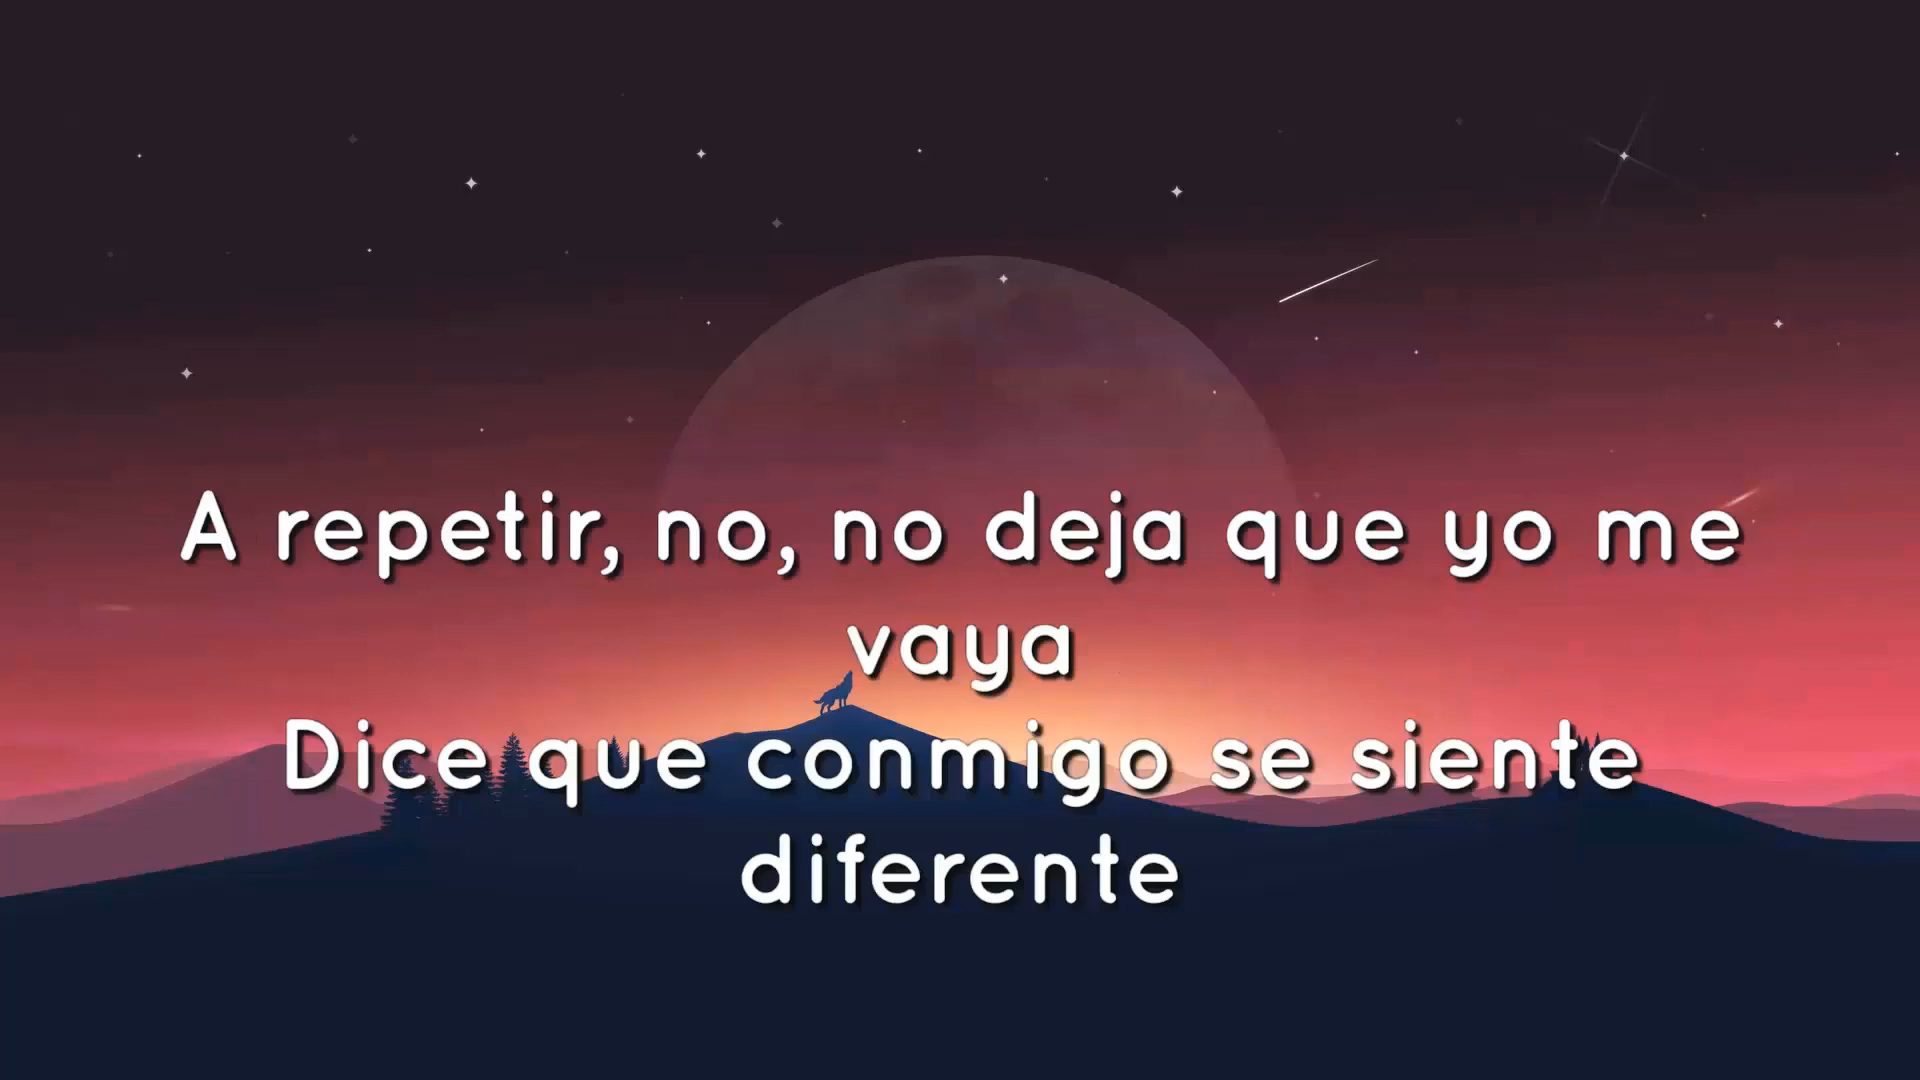 A repetir, no, no deja que yo me
vaya
Dice que conmigo se siente
diferente